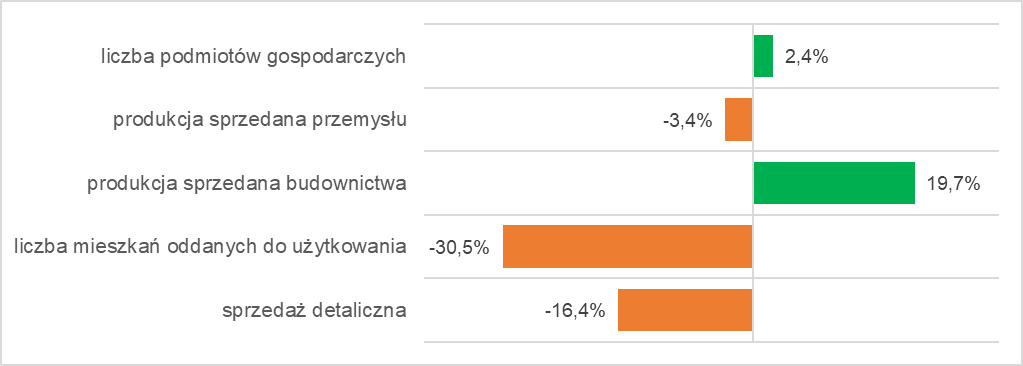 liczba podmiotów gospodarczych
2,4%
produkcja sprzedana przemysłu
-3,4%
produkcja sprzedana budownictwa
19,7%
liczba mieszkań oddanych do użytkowania
-30,5%
sprzedaż detaliczna
-16,4%